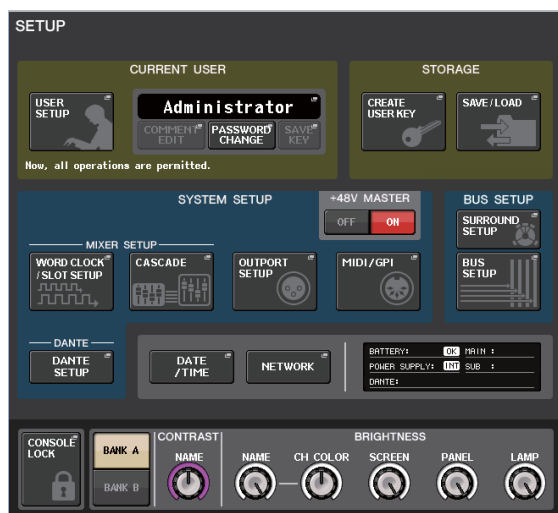 SETUP
CURRENT USER
USER
SETUP
Administrator
COMMENT
EDIT
PASSWORD
CHANGE
SAVE
KEY
Now, all operations are permitted.
STORAGE
CREATE
USER KEY
SAVE/LOAD
SYSTEM SETUP
+48V MASTER
OFF
ON
MIXER SETUP
WORD CLOCK
/SLOT SETUP
CASCADE
OUTPORT
SETUP
MIDI/GPI
BUS SETUP
SURROUND
SETUP
BUS
SETUP
DANTE
DANTE
SETUP
DATE
/TIME
NETWORK
BATTERY: OK MAIN :
POWER SUPPLY: INT SUB :
DANTE:
CONSOLE
LOCK
BANK A
BANK B
CONTRAST
NAME
BRIGHTNESS
NAME
CH COLOR
SCREEN
PANEL
LAMP